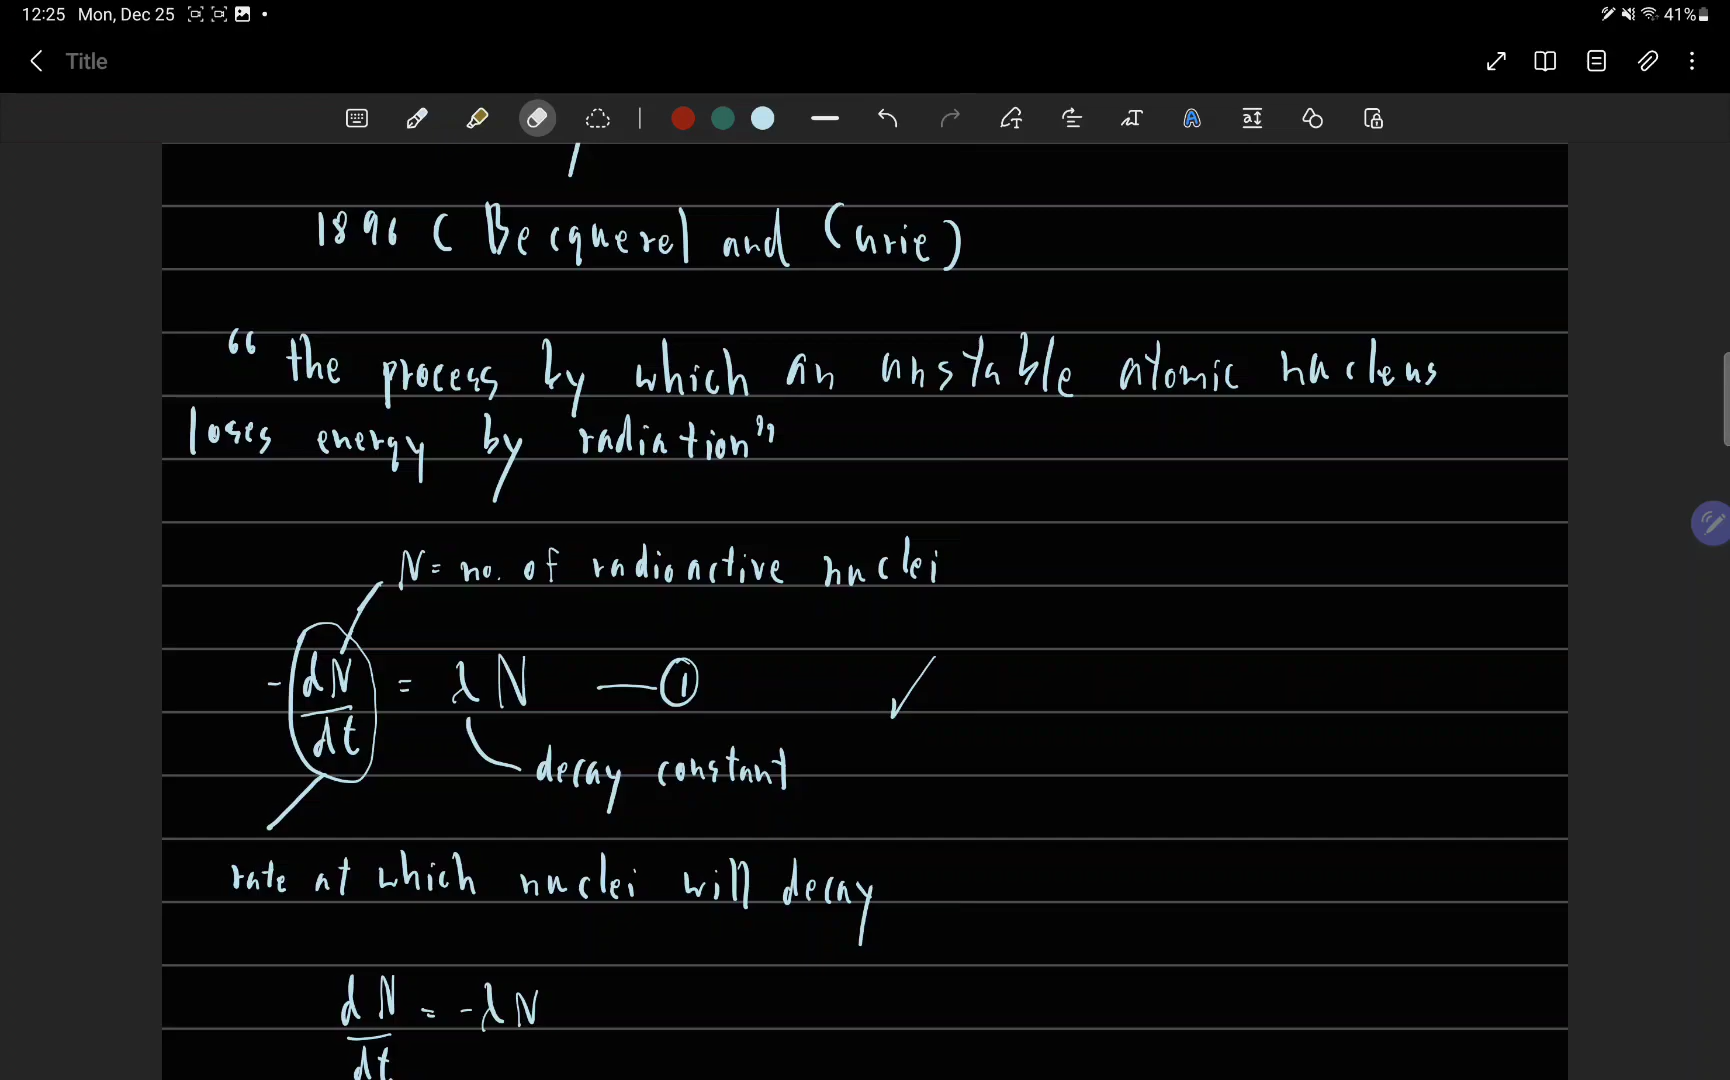 12:25 Mon, Dec 25
41%
Title
1896 ( Becquerel and Curie)
“ the process by which an unstable atomic nucleus
loses energy by radiation”
N = no. of radioactive nuclei
- dN/dt = λN — ①
decay constant
rate at which nuclei will decay
dN/dt = -λN